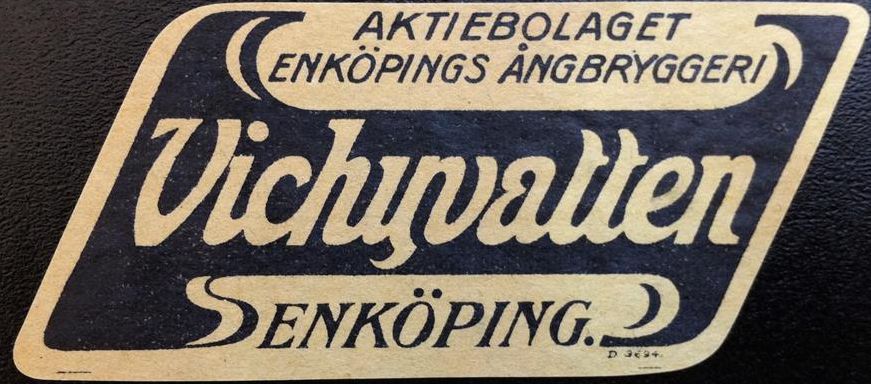 AKTIEBOLAGET
ENKÖPINGS ÅNGBRYGGERI
Vichyvatten
ENKÖPING.